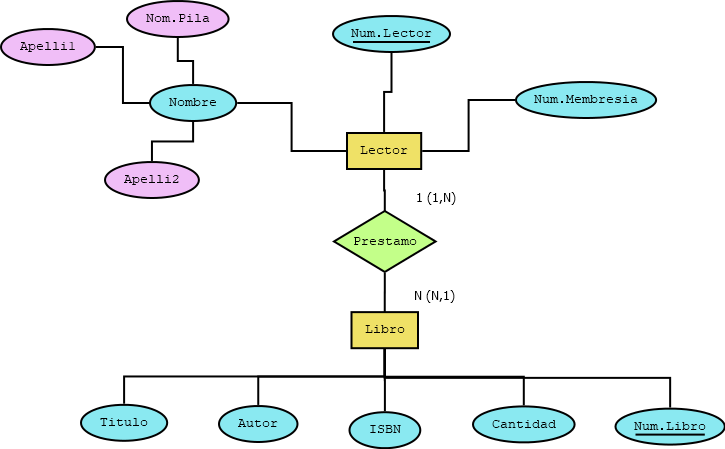 Nom.Pila
Apelli1
Num.Lector
Nombre
Num.Membresia
Lector
Apelli2
1 (1,N)
Prestamo
N (N,1)
Libro
Titulo
Autor
ISBN
Cantidad
Num.Libro